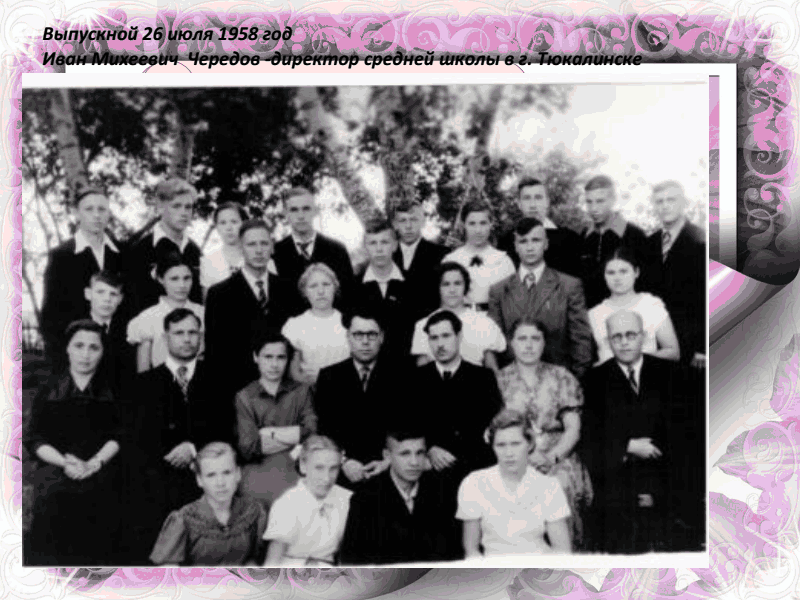 Выпускной 26 июля 1958 год
Иван Михеевич Чередов -директор средней школы в г. Тюкалинске